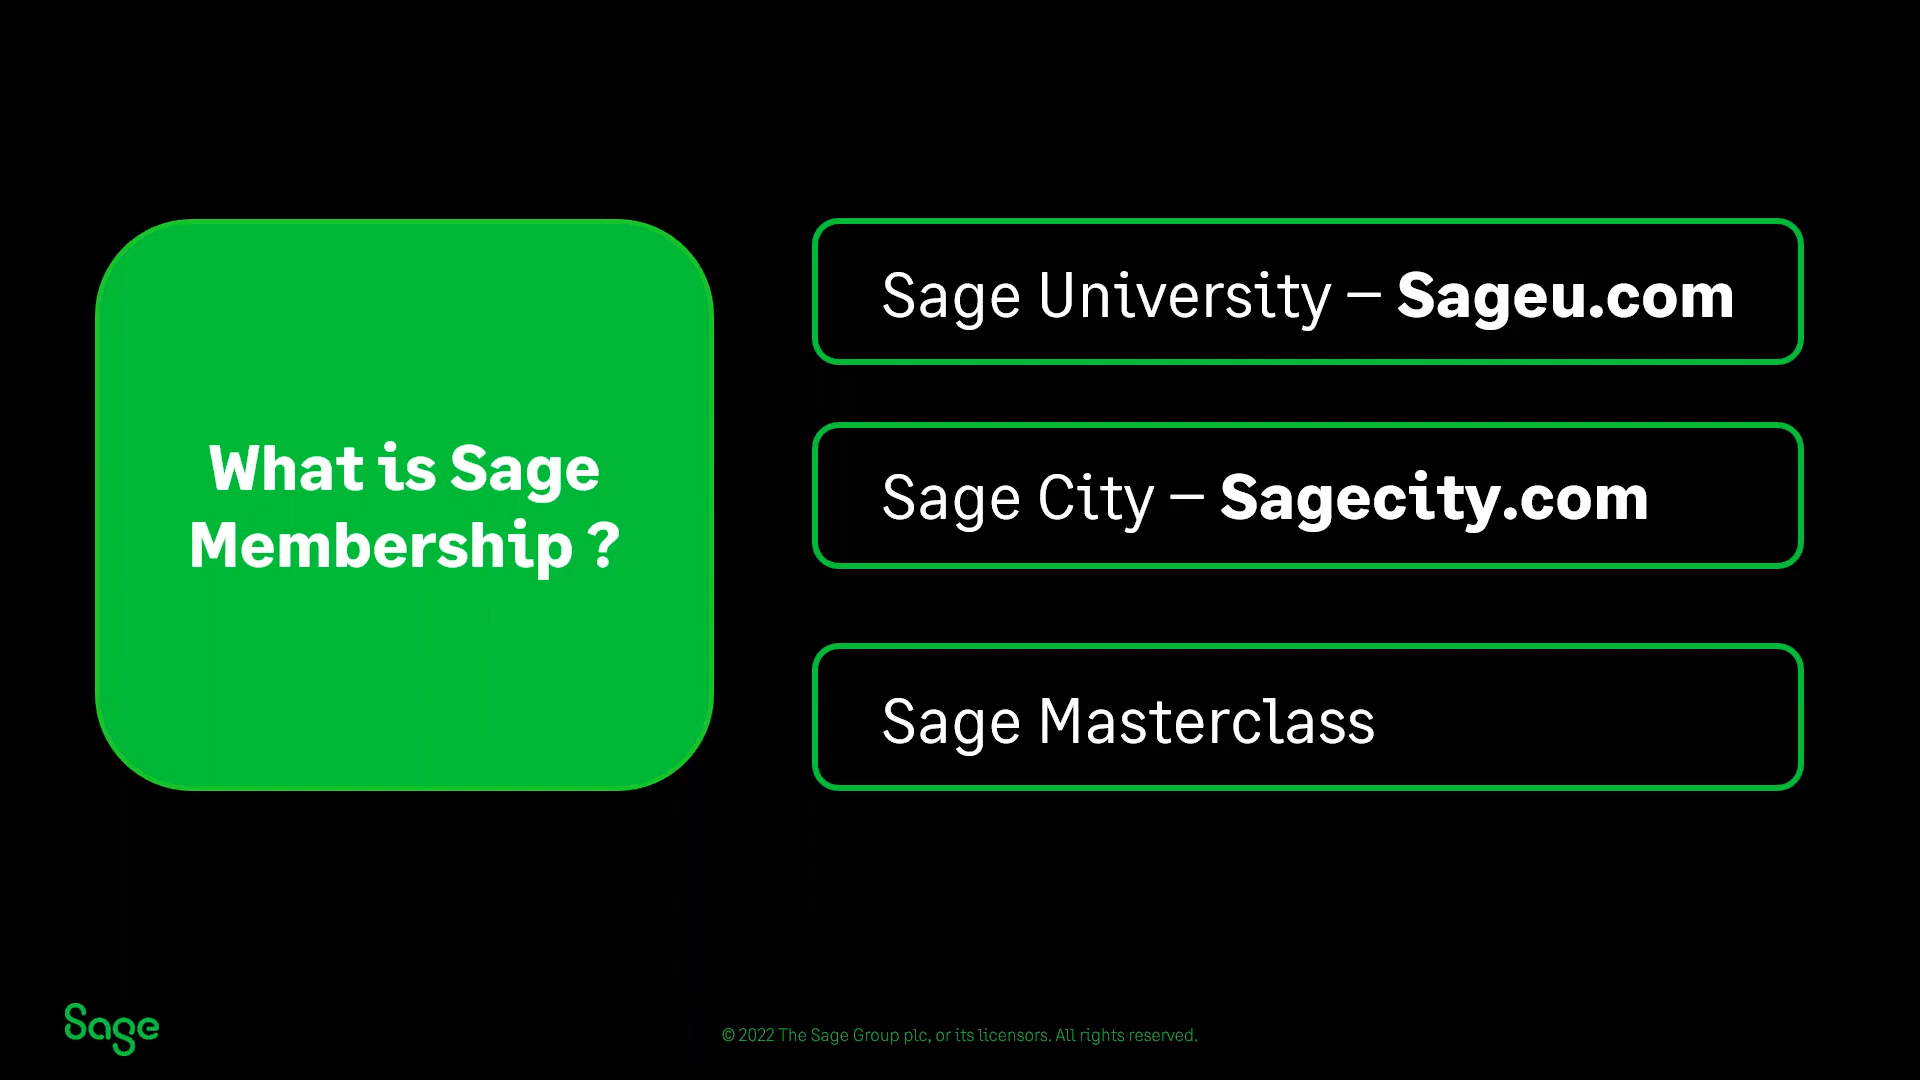 What is Sage
Membership ?
Sage University – Sageu.com
Sage City – Sagecity.com
Sage Masterclass
Sage
© 2022 The Sage Group plc, or its licensors. All rights reserved.